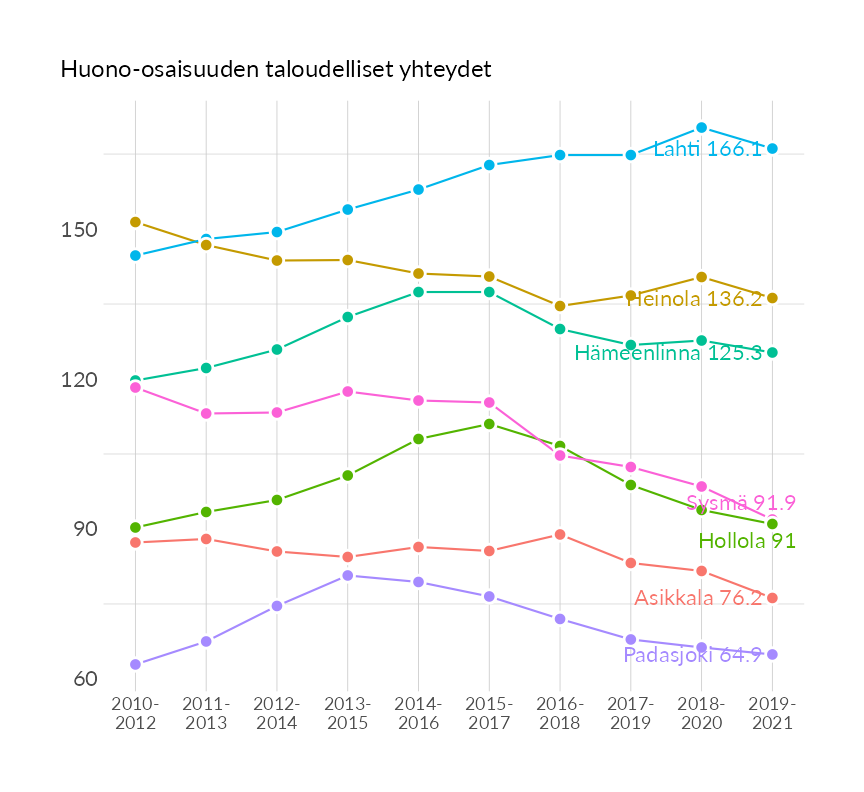 Huono-osaisuuden taloudelliset yhteydet
Lahti 166.1
150
Heinola 136.2
Hämeenlinna 125.3
120
Sysmä 91.9
90
Hollola 91
Asikkala 76.2
Padasjoki 64.9
60
2010- 2011- 2012- 2013- 2014- 2015- 2016- 2017- 2018- 2019-
2012 2013 2014 2015 2016 2017 2018 2019 2020 2021